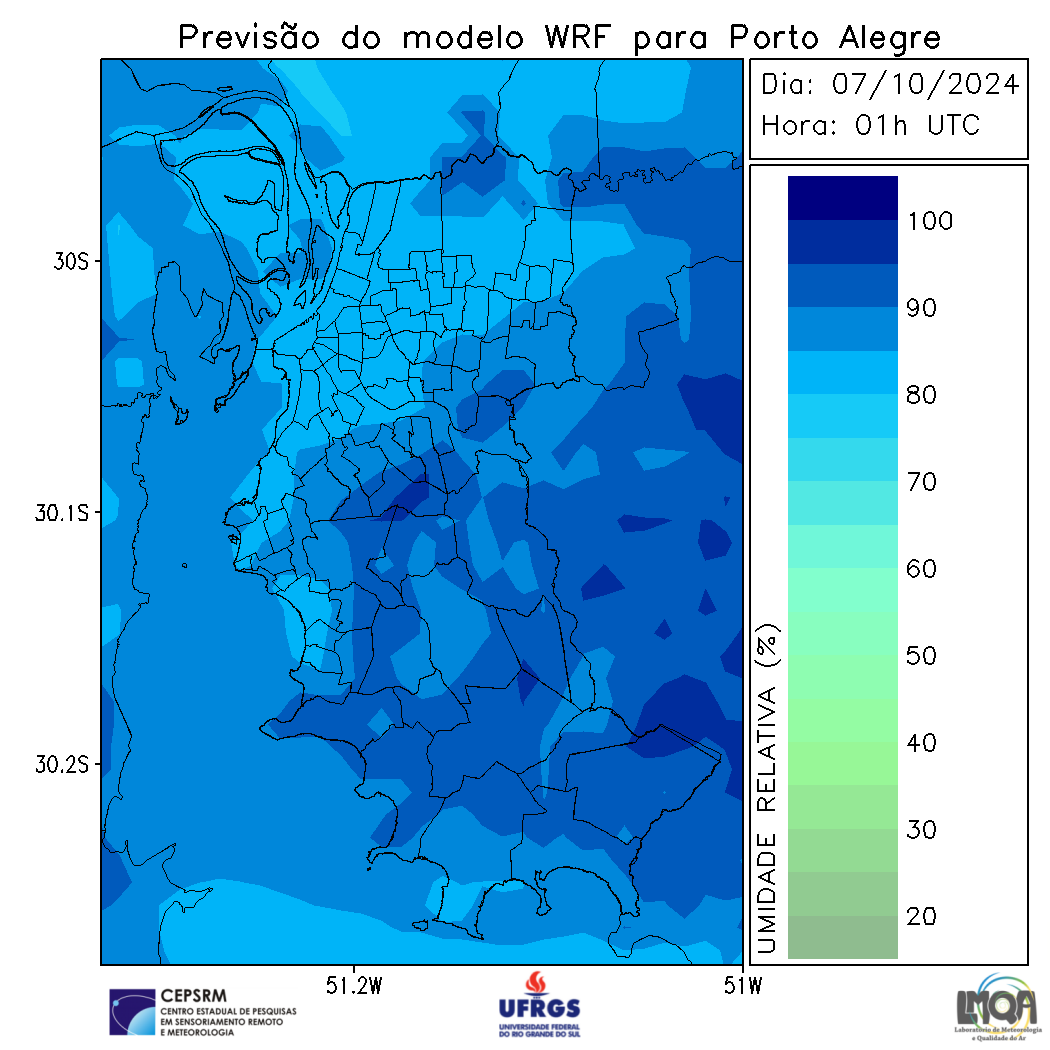 Previsão do modelo WRF para Porto Alegre
Dia: 07/10/2024
Hora: 01h UTC
30S
30.1S
30.2S
51.2W
51W
100
90
80
70
60
50
40
30
20
UMIDADE RELATIVA (%)
CEPSRM
CENTRO ESTADUAL DE PESQUISAS
EM SENSORIAMENTO REMOTO
E METEOROLOGIA
UFRGS
UNIVERSIDADE FEDERAL
DO RIO GRANDE DO SUL
LMQA
Laboratório de Meteorologia
e Qualidade do Ar